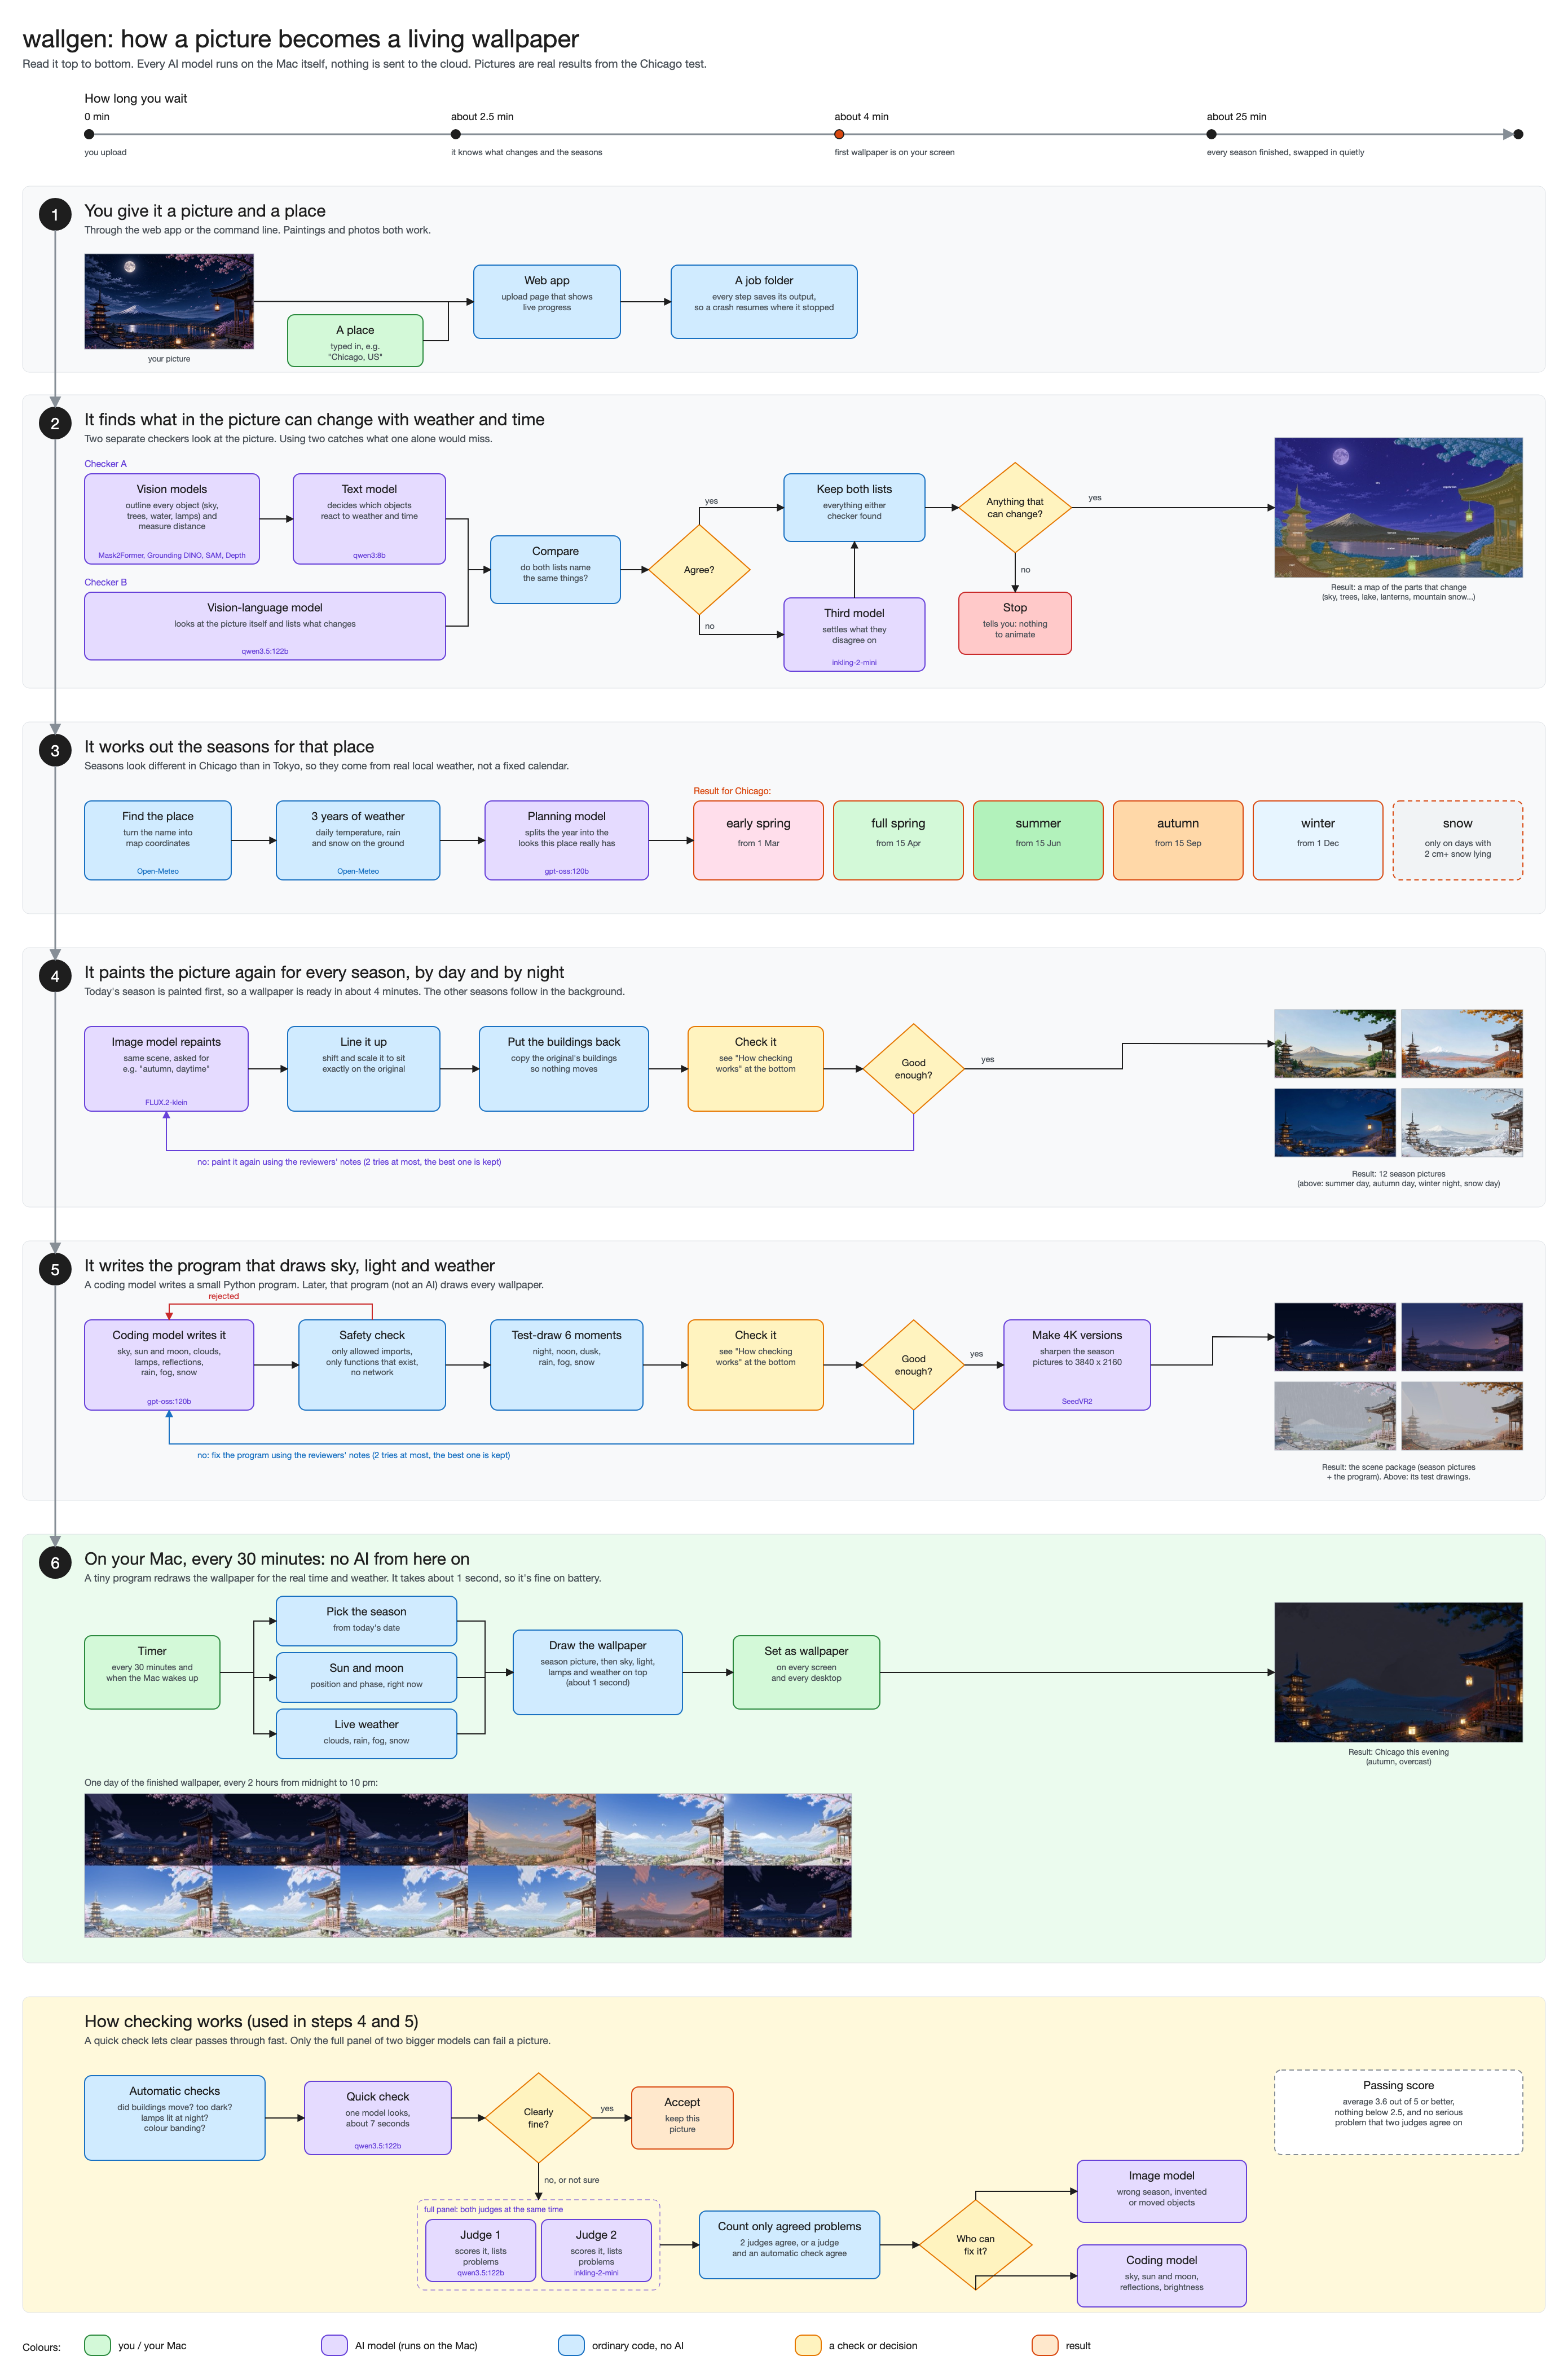 wallgen: how a picture becomes a living wallpaper
Read it top to bottom. Every AI model runs on the Mac itself, nothing is sent to the cloud. Pictures are real results from the Chicago test.
How long you wait
0 min
about 2.5 min
about 4 min
about 25 min
you upload
it knows what changes and the seasons
first wallpaper is on your screen
every season finished, swapped in quietly
1
You give it a picture and a place
Through the web app or the command line. Paintings and photos both work.
your picture
A place
typed in, e.g.
"Chicago, US"
Web app
upload page that shows
live progress
A job folder
every step saves its output,
so a crash resumes where it stopped
2
It finds what in the picture can change with weather and time
Two separate checkers look at the picture. Using two catches what one alone would miss.
Checker A
Vision models
outline every object (sky,
trees, water, lamps) and
measure distance
Mask2Former, Grounding DINO, SAM, Depth
Text model
decides which objects
react to weather and time
qwen3:8b
Checker B
Vision-language model
looks at the picture itself and lists what changes
qwen3.5:122b
Compare
do both lists name
the same things?
Agree?
yes
no
Keep both lists
everything either
checker found
Third model
settles what they
disagree on
inkling-2-mini
Anything that
can change?
yes
no
Stop
tells you: nothing
to animate
Result: a map of the parts that change
(sky, trees, lake, lanterns, mountain snow...)
3
It works out the seasons for that place
Seasons look different in Chicago than in Tokyo, so they come from real local weather, not a fixed calendar.
Find the place
turn the name into
map coordinates
Open-Meteo
3 years of weather
daily temperature, rain
and snow on the ground
Open-Meteo
Planning model
splits the year into the
looks this place really has
gpt-oss:120b
Result for Chicago:
early spring
from 1 Mar
full spring
from 15 Apr
summer
from 15 Jun
autumn
from 15 Sep
winter
from 1 Dec
snow
only on days with
2 cm+ snow lying
4
It paints the picture again for every season, by day and by night
Today's season is painted first, so a wallpaper is ready in about 4 minutes. The other seasons follow in the background.
Image model repaints
same scene, asked for
e.g. "autumn, daytime"
FLUX.2-klein
Line it up
shift and scale it to sit
exactly on the original
Put the buildings back
copy the original's buildings
so nothing moves
Check it
see "How checking
works" at the bottom
Good
enough?
yes
no: paint it again using the reviewers' notes (2 tries at most, the best one is kept)
Result: 12 season pictures
(above: summer day, autumn day, winter night, snow day)
5
It writes the program that draws sky, light and weather
A coding model writes a small Python program. Later, that program (not an AI) draws every wallpaper.
rejected
Coding model writes it
sky, sun and moon, clouds,
lamps, reflections,
rain, fog, snow
gpt-oss:120b
Safety check
only allowed imports,
only functions that exist,
no network
Test-draw 6 moments
night, noon, dusk,
rain, fog, snow
Check it
see "How checking
works" at the bottom
Good
enough?
yes
Make 4K versions
sharpen the season
pictures to 3840 x 2160
SeedVR2
no: fix the program using the reviewers' notes (2 tries at most, the best one is kept)
Result: the scene package (season pictures
+ the program). Above: its test drawings.
6
On your Mac, every 30 minutes: no AI from here on
A tiny program redraws the wallpaper for the real time and weather. It takes about 1 second, so it's fine on battery.
Timer
every 30 minutes and
when the Mac wakes up
Pick the season
from today's date
Sun and moon
position and phase, right now
Live weather
clouds, rain, fog, snow
Draw the wallpaper
season picture, then sky, light,
lamps and weather on top
(about 1 second)
Set as wallpaper
on every screen
and every desktop
Result: Chicago this evening
(autumn, overcast)
One day of the finished wallpaper, every 2 hours from midnight to 10 pm:
How checking works (used in steps 4 and 5)
A quick check lets clear passes through fast. Only the full panel of two bigger models can fail a picture.
Automatic checks
did buildings move? too dark?
lamps lit at night?
colour banding?
Quick check
one model looks,
about 7 seconds
qwen3.5:122b
Clearly
fine?
yes
Accept
keep this
picture
Passing score
average 3.6 out of 5 or better,
nothing below 2.5, and no serious
problem that two judges agree on
no, or not sure
full panel: both judges at the same time
Judge 1
scores it, lists
problems
qwen3.5:122b
Judge 2
scores it, lists
problems
inkling-2-mini
Count only agreed problems
2 judges agree, or a judge
and an automatic check agree
Who can
fix it?
Image model
wrong season, invented
or moved objects
Coding model
sky, sun and moon,
reflections, brightness
Colours:
you / your Mac
AI model (runs on the Mac)
ordinary code, no AI
a check or decision
result